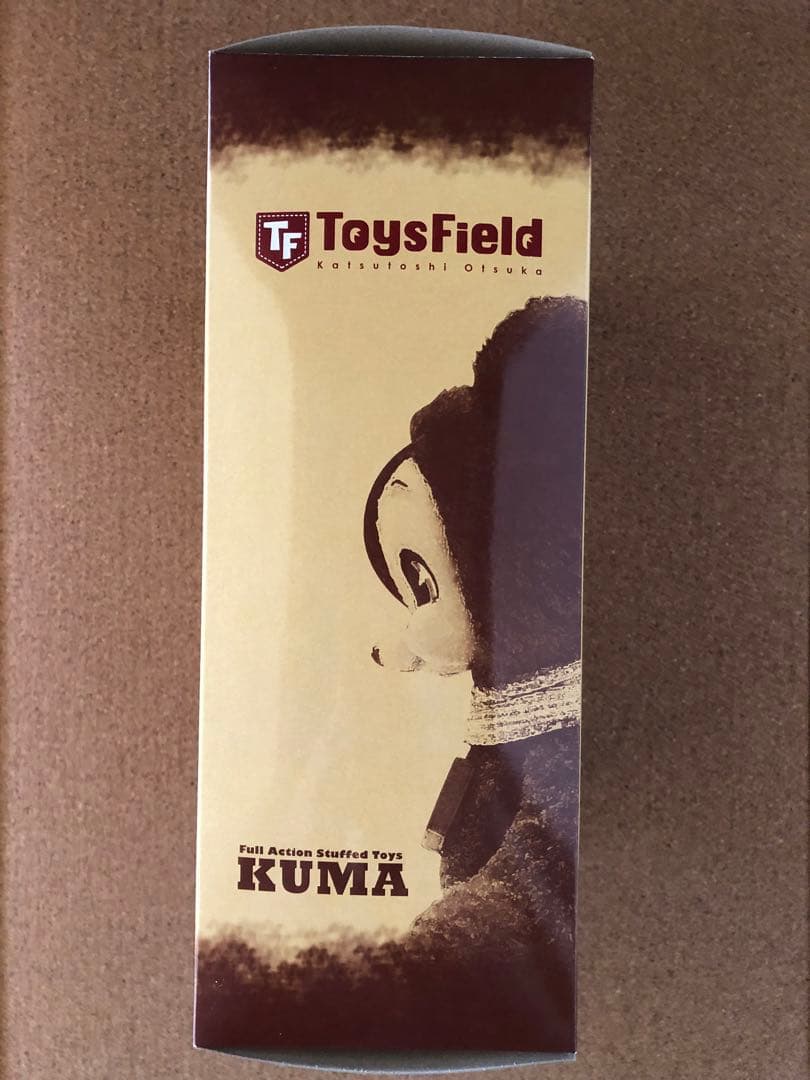 TF ToysField
Katsutoshi Otsuka
Full Action Stuffed Toys
KUMA